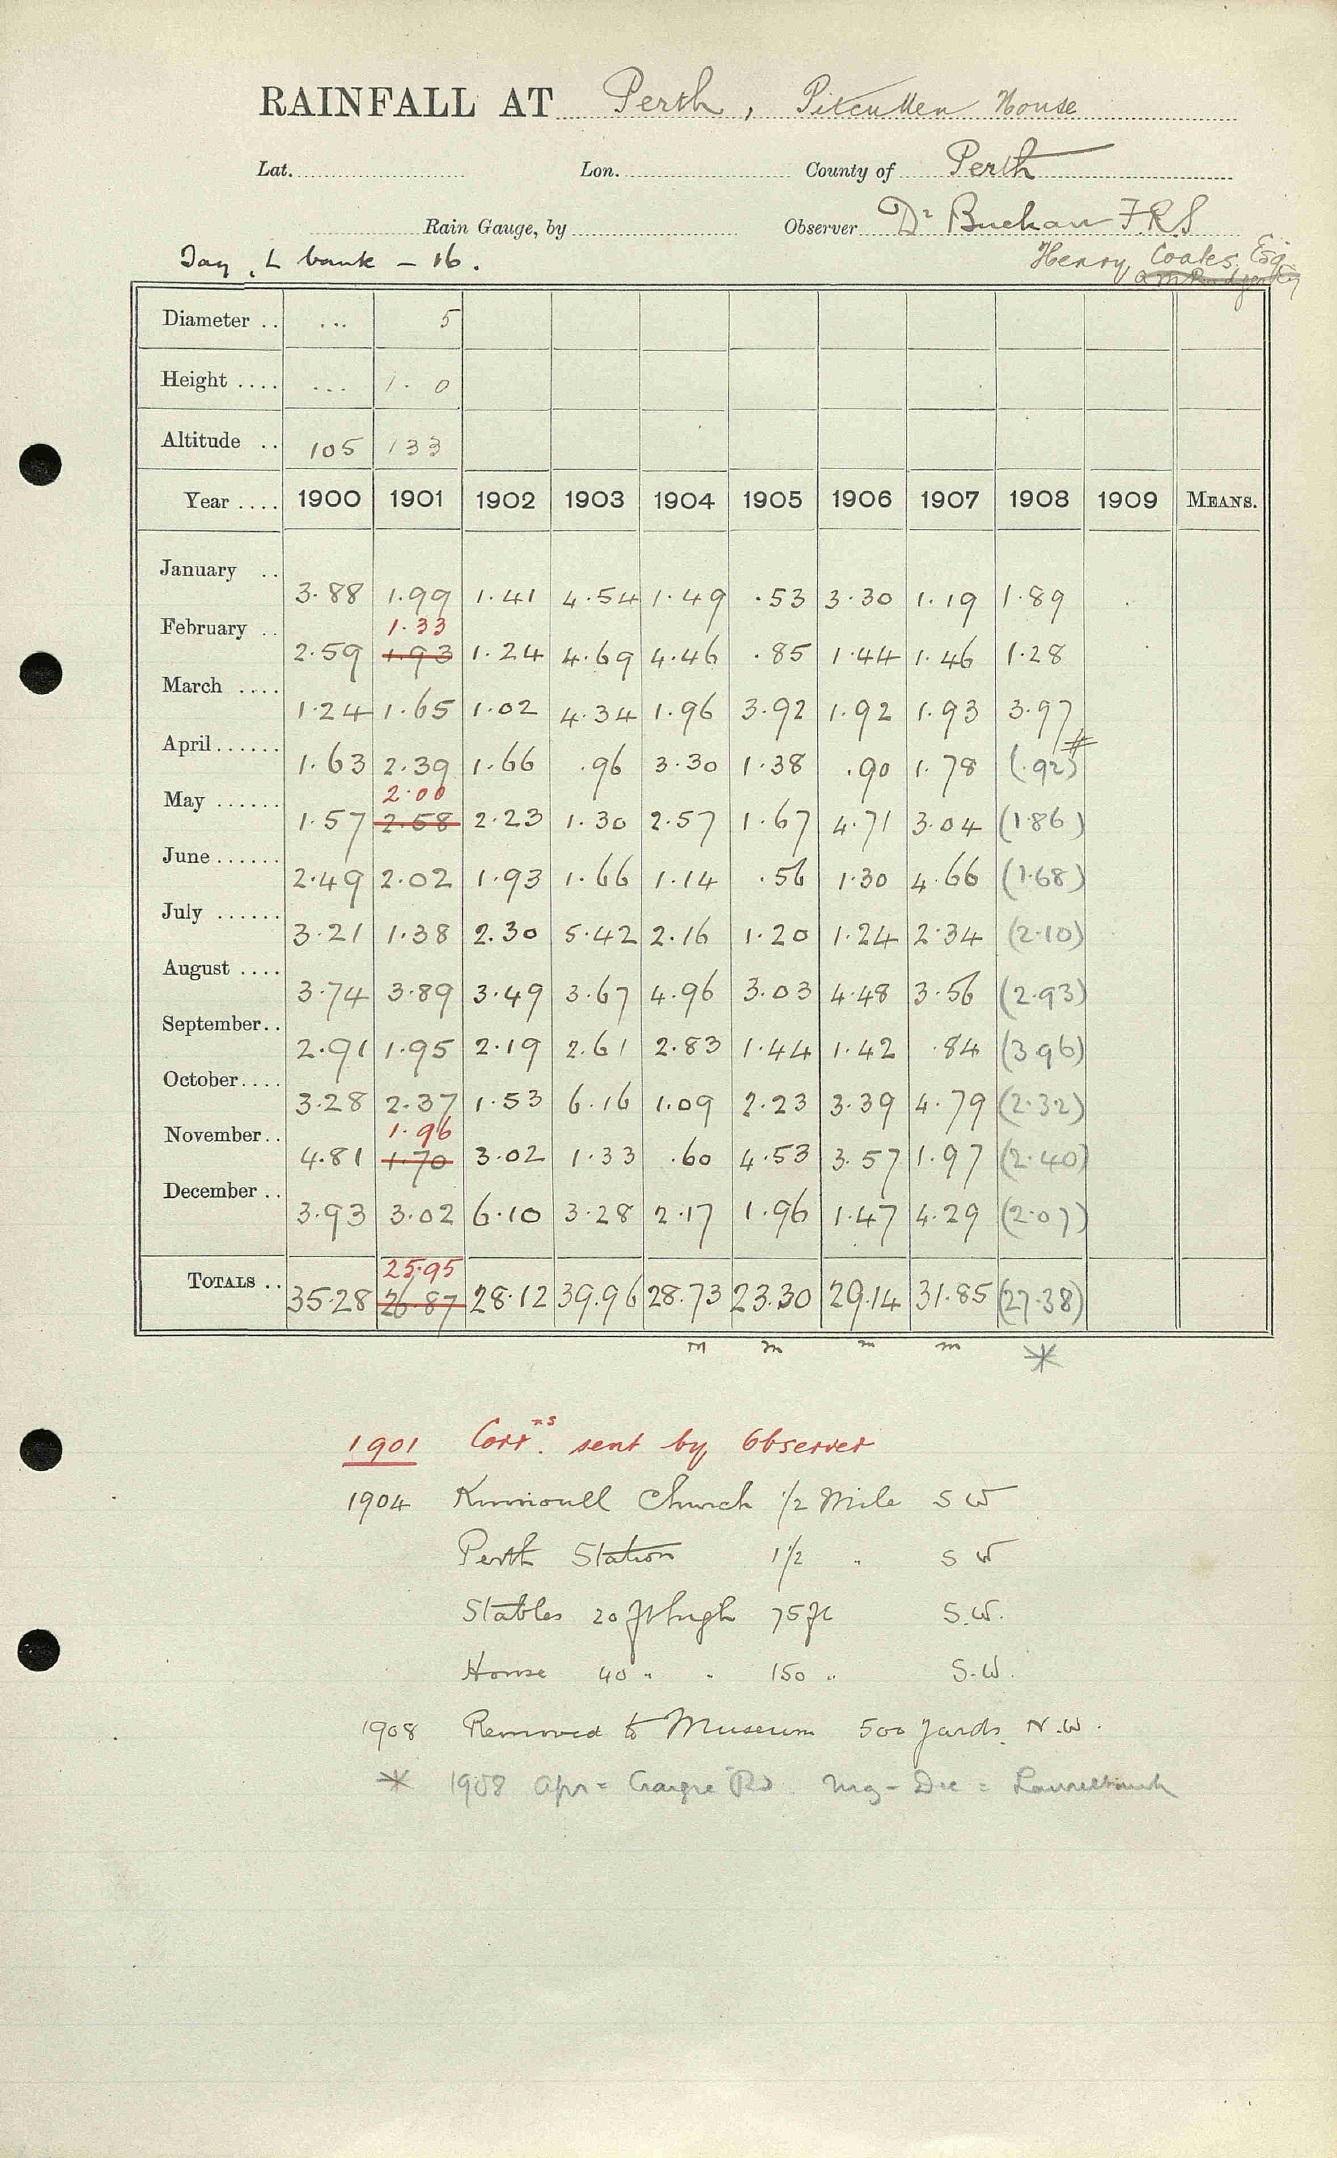 RAINFALL AT Perth, Pitcullen House
Lat. Lon. County of Perth
Rain Gauge, by Observer Dr Buchan F.R.S
Tay, L bank - 16. Henry Coates. Esq.
Diameter .. ... 5
Height .... ... 1. 0
Altitude .. 105 133
Year .... 1900 1901 1902 1903 1904 1905 1906 1907 1908 1909 MEANS.
January .. 3.88 1.99 1.41 4.54 1.49 .53 3.30 1.19 1.89
1.33
February .. 2.59 1.93 1.24 4.69 4.46 .85 1.44 1.46 1.28
March .... 1.24 1.65 1.02 4.34 1.96 3.92 1.92 1.93 3.97
April...... 1.63 2.39 1.66 .96 3.30 1.38 .90 1.78 (.92) #
2.00
May ...... 1.57 2.58 2.23 1.30 2.57 1.67 4.71 3.04 (1.86)
June...... 2.49 2.02 1.93 1.66 1.14 .56 1.30 4.66 (1.68)
July ...... 3.21 1.38 2.30 5.42 2.16 1.20 1.24 2.34 (2.10)
August .... 3.74 3.89 3.49 3.67 4.96 3.03 4.48 3.56 (2.93)
September.. 2.91 1.95 2.19 2.61 2.83 1.44 1.42 .84 (3.96)
October.... 3.28 2.37 1.53 6.16 1.09 2.23 3.39 4.79 (2.32)
1.96
November.. 4.81 1.70 3.02 1.33 .60 4.53 3.57 1.97 (2.40)
December .. 3.93 3.02 6.10 3.28 2.17 1.96 1.47 4.29 (2.07)
25.95
TOTALS .. 35.28 26.87 28.12 39.96 28.73 23.30 29.14 31.85 (27.38)
m m m m *
1901 Corrns. sent by Observer
1904 Kinnoull Church 1/2 Mile S W
Perth Station 1 1/2 " S W
Stables 20 ft high 75 ft S.W.
House 40 " " 150 " S.W.
1908 Removed to Museum 500 yards N.W.
* 1908 Apr = Craigie Rd. May - Dec = Laurelbank